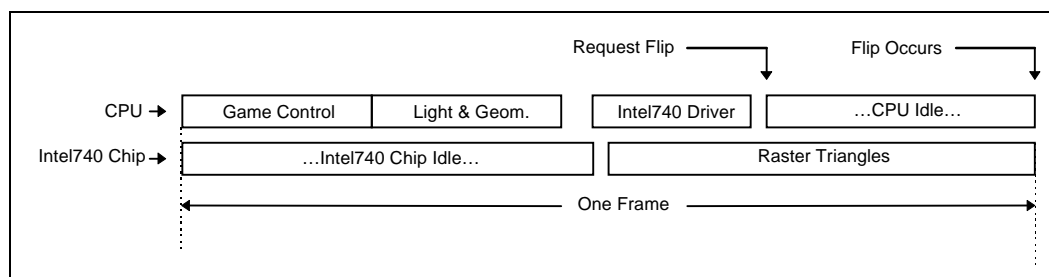 Request Flip
Flip Occurs
CPU
Game Control
Light & Geom.
Intel740 Driver
…CPU Idle…
Intel740 Chip
…Intel740 Chip Idle…
Raster Triangles
One Frame